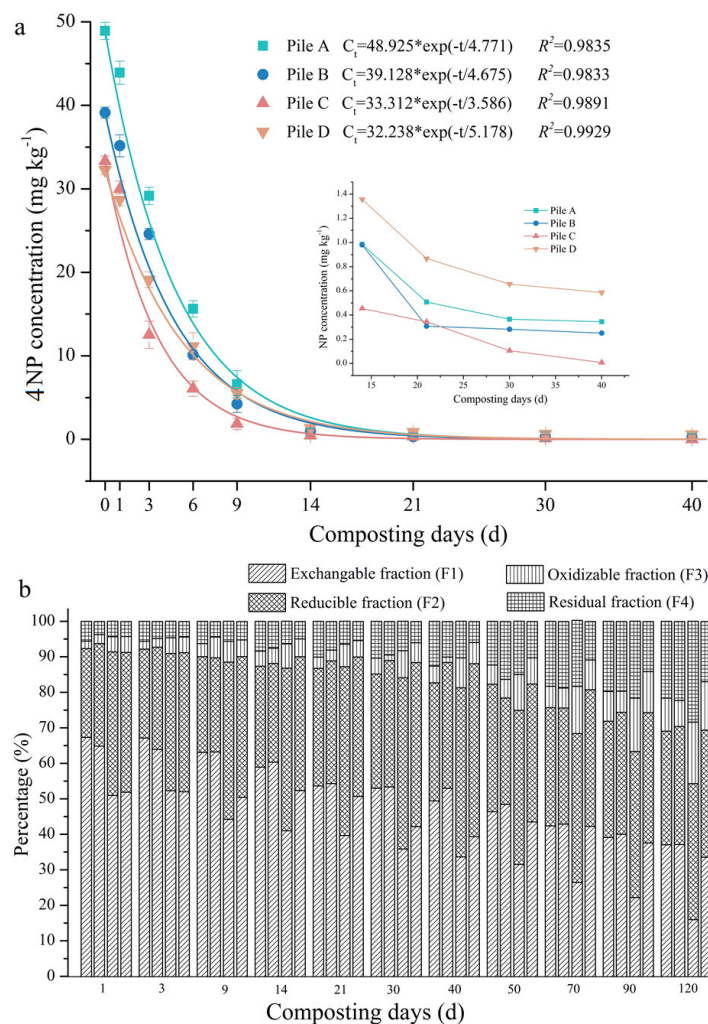 a
50
40
30
20
10
0
4NP concentration (mg kg⁻¹)
Pile A Cₜ=48.925*exp(-t/4.771) R²=0.9835
Pile B Cₜ=39.128*exp(-t/4.675) R²=0.9833
Pile C Cₜ=33.312*exp(-t/3.586) R²=0.9891
Pile D Cₜ=32.238*exp(-t/5.178) R²=0.9929
1.4
1.2
1.0
0.8
0.6
0.4
0.2
0.0
NP concentration (mg kg⁻¹)
Pile A
Pile B
Pile C
Pile D
15 20 25 30 35 40
Composting days (d)
0 1 3 6 9 14 21 30 40
Composting days (d)
b
Exchangable fraction (F1) Oxidizable fraction (F3)
Reducible fraction (F2) Residual fraction (F4)
100
90
80
70
60
50
40
30
20
10
0
Percentage (%)
1 3 9 14 21 30 40 50 70 90 120
Composting days (d)